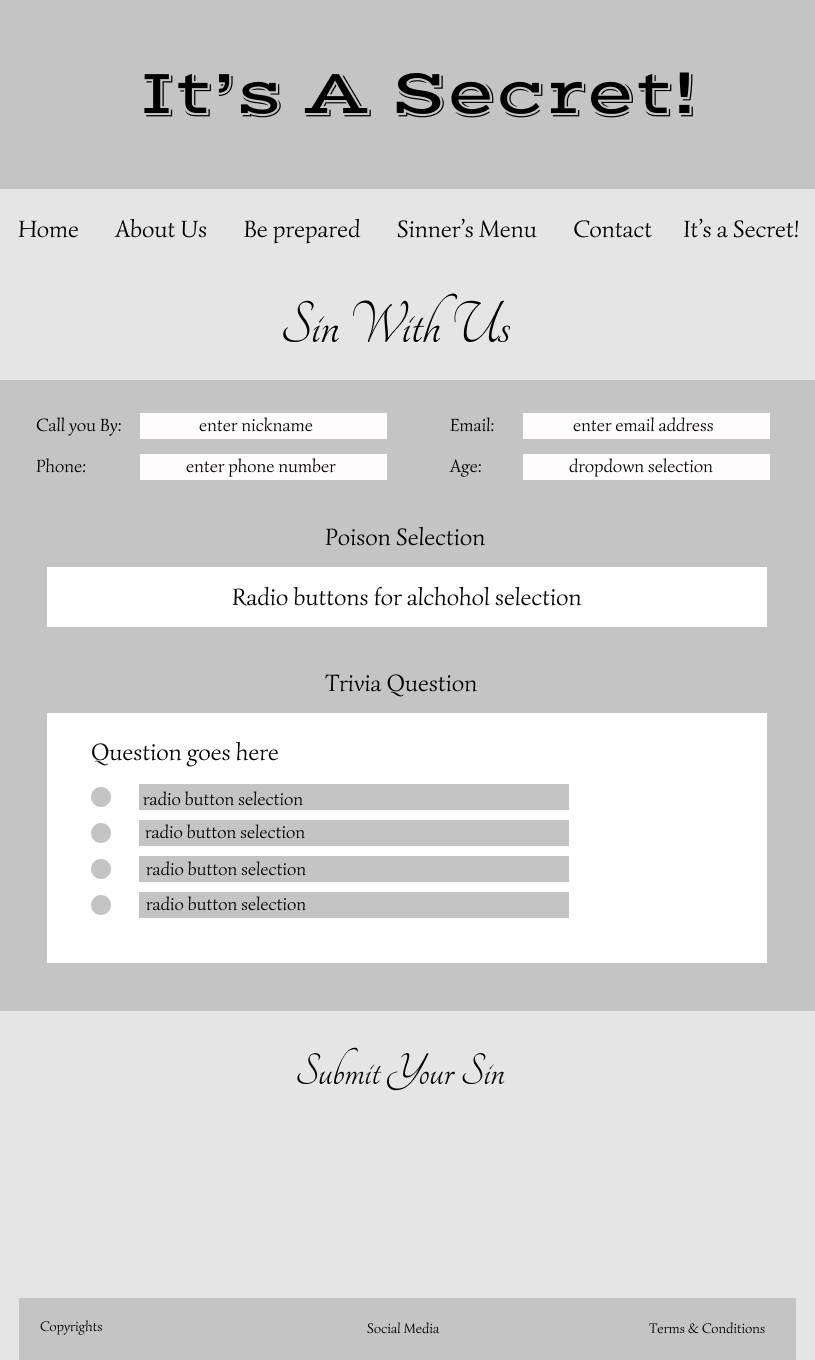 It's A Secret!
Home About Us Be prepared Sinner's Menu Contact It's a Secret!
Sin With Us
Call you By: enter nickname Email: enter email address
Phone: enter phone number Age: dropdown selection
Poison Selection
Radio buttons for alchohol selection
Trivia Question
Question goes here
radio button selection
radio button selection
radio button selection
radio button selection
Submit Your Sin
Copyrights Social Media Terms & Conditions